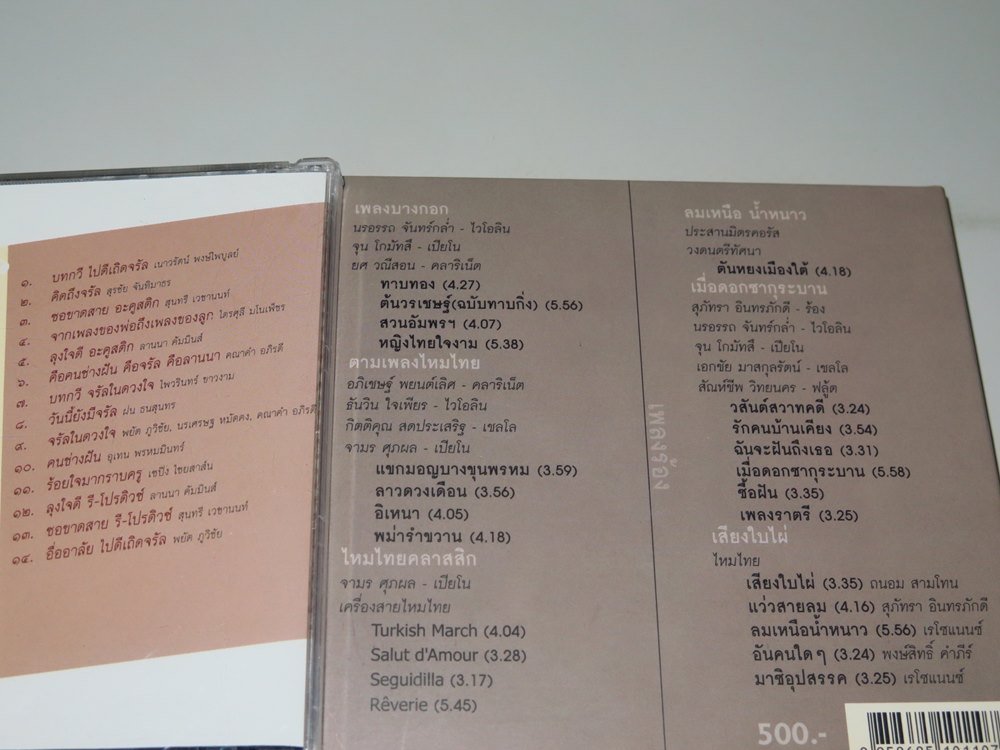 ๑. บทกวี ไปดีเถิดจรัล เนาวรัตน์ พงษ์ไพบูลย์
๒. คิดถึงจรัล สุรชัย จันทิมาธร
๓. ซอขาดสาย อะคูสติก สุนทรี เวชานนท์
๔. จากเพลงของพ่อถึงเพลงของลูก ไตรศุลี มโนเพ็ชร
๕. ลุงใจดี อะคูสติก ลานนา คัมมินส์
๖. คือคนช่างฝัน คือจรัล คือลานนา คณาคำ อภิรดี
๗. บทกวี จรัลในดวงใจ ไพวรินทร์ ขาวงาม
๘. วันนี้ยังมีจรัล ฝน ธนสุนทร
๙. จรัลในดวงใจ พยัต ภูวิชัย, นรเศรษฐ หมัดคง, คณาคำ อภิรดี
๑๐. คนช่างฝัน อุเทน พรหมมินทร์
๑๑. ร้อยใจมากราบครู เซปิง ไชยสาส์น
๑๒. ลุงใจดี รี-โปรดิวซ์ ลานนา คัมมินส์
๑๓. ซอขาดสาย รี-โปรดิวซ์ สุนทรี เวชานนท์
๑๔. อื่ออาลัย ไปดีเถิดจรัล พยัต ภูวิชัย
เพลงบางกอก
นรอรรถ จันทร์กล่ำ - ไวโอลิน
จุน โกมัทสึ - เปียโน
ยศ วณีสอน - คลาริเน็ต
ทาบทอง (4.27)
ต้นวรเชษฐ์(ฉบับทาบกิ่ง) (5.56)
สวนอัมพรฯ (4.07)
หญิงไทยใจงาม (5.38)
ตามเพลงไหมไทย
อภิเชษฐ์ พยนต์เลิศ - คลาริเน็ต
ธันวิน ใจเพียร - ไวโอลิน
กิตติคุณ สดประเสริฐ - เชลโล
จามร ศุภผล - เปียโน
แขกมอญบางขุนพรหม (3.59)
ลาวดวงเดือน (3.56)
อิเหนา (4.05)
พม่ารำขวาน (4.18)
ไหมไทยคลาสสิก
จามร ศุภผล - เปียโน
เครื่องสายไหมไทย
Turkish March (4.04)
Salut d'Amour (3.28)
Seguidilla (3.17)
Rêverie (5.45)
เพลงร้อง
ลมเหนือ น้ำหนาว
ประสานมิตรคอรัส
วงดนตรีทัศนา
ตันหยงเมืองใต้ (4.18)
เมื่อดอกซากุระบาน
สุภัทรา อินทรภักดี - ร้อง
นรอรรถ จันทร์กล่ำ - ไวโอลิน
จุน โกมัทสึ - เปียโน
เอกชัย มาสกุลรัตน์ - เชลโล
สัณห์ชีพ วิทยนคร - ฟลู้ต
วสันต์สวาทคดี (3.24)
รักคนบ้านเคียง (3.54)
ฉันจะฝันถึงเธอ (3.31)
เมื่อดอกซากุระบาน (5.58)
ซื้อฝัน (3.35)
เพลงราตรี (3.25)
เสียงใบไผ่
ไหมไทย
เสียงใบไผ่ (3.35) ถนอม สามโทน
แว่วสายลม (4.16) สุภัทรา อินทรภักดี
ลมเหนือน้ำหนาว (5.56) เรโซแนนซ์
อันคนใด ๆ (3.24) พงษ์สิทธิ์ คำภีร์
มาซิอุปสรรค (3.25) เรโซแนนซ์
500.-